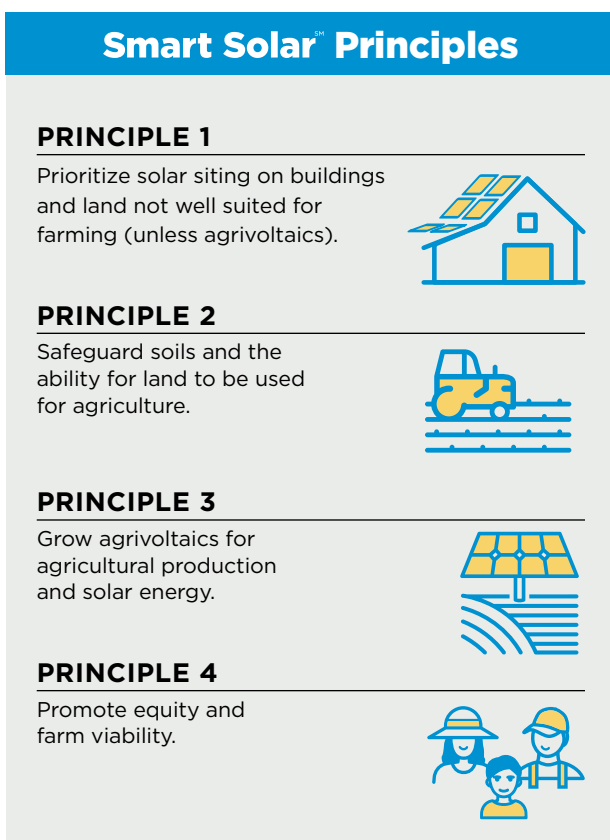 Smart Solar℠ Principles
PRINCIPLE 1
Prioritize solar siting on buildings
and land not well suited for
farming (unless agrivoltaics).
PRINCIPLE 2
Safeguard soils and the
ability for land to be used
for agriculture.
PRINCIPLE 3
Grow agrivoltaics for
agricultural production
and solar energy.
PRINCIPLE 4
Promote equity and
farm viability.